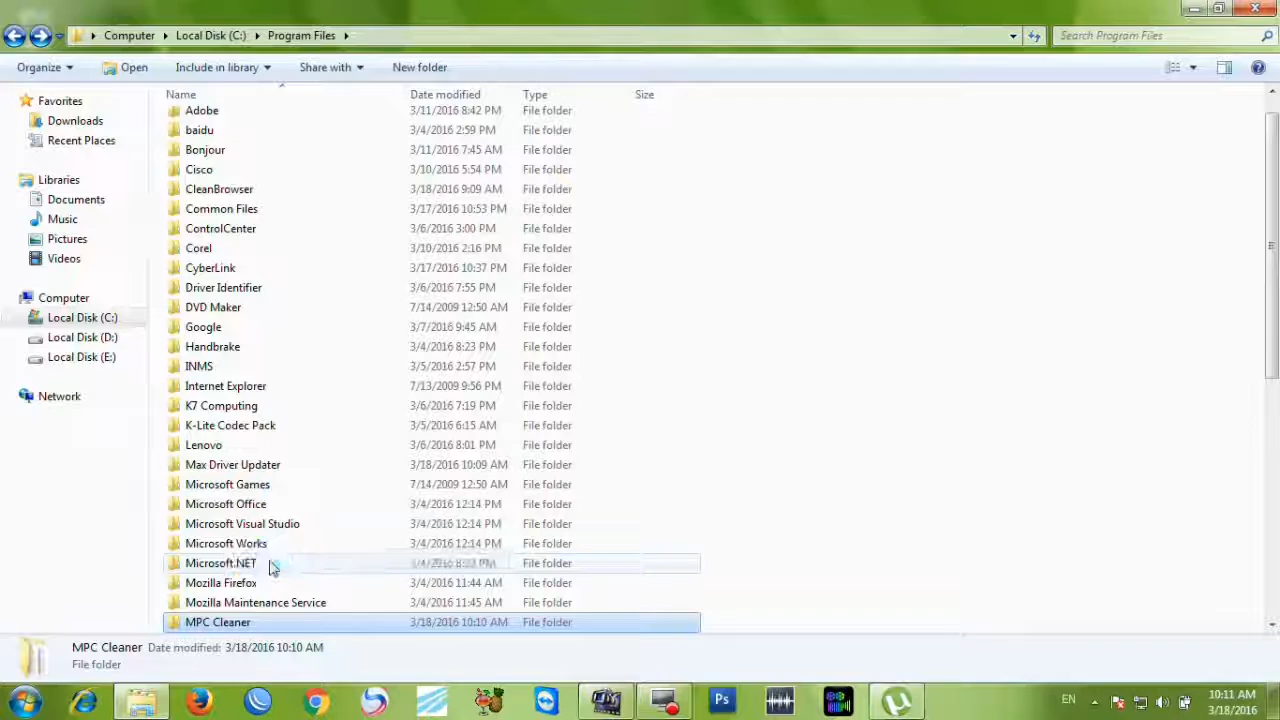 Computer Local Disk (C:) Program Files Search Program Files
Organize Open Include in library Share with New folder
Name Date modified Type Size
Favorites
Downloads
Recent Places
Libraries
Documents
Music
Pictures
Videos
Computer
Local Disk (C:)
Local Disk (D:)
Local Disk (E:)
Network
Adobe 3/11/2016 8:42 PM File folder
baidu 3/4/2016 2:59 PM File folder
Bonjour 3/11/2016 7:45 AM File folder
Cisco 3/10/2016 5:54 PM File folder
CleanBrowser 3/18/2016 9:09 AM File folder
Common Files 3/17/2016 10:53 PM File folder
ControlCenter 3/6/2016 3:00 PM File folder
Corel 3/10/2016 2:16 PM File folder
CyberLink 3/17/2016 10:37 PM File folder
Driver Identifier 3/6/2016 7:55 PM File folder
DVD Maker 7/14/2009 12:50 AM File folder
Google 3/7/2016 9:45 AM File folder
Handbrake 3/4/2016 8:23 PM File folder
INMS 3/5/2016 2:57 PM File folder
Internet Explorer 7/13/2009 9:56 PM File folder
K7 Computing 3/6/2016 7:19 PM File folder
K-Lite Codec Pack 3/5/2016 6:15 AM File folder
Lenovo 3/6/2016 8:01 PM File folder
Max Driver Updater 3/18/2016 10:09 AM File folder
Microsoft Games 7/14/2009 12:50 AM File folder
Microsoft Office 3/4/2016 12:14 PM File folder
Microsoft Visual Studio 3/4/2016 12:14 PM File folder
Microsoft Works 3/4/2016 12:14 PM File folder
Microsoft.NET 3/4/2016 PM File folder
Mozilla Firefox 3/4/2016 11:44 AM File folder
Mozilla Maintenance Service 3/4/2016 11:45 AM File folder
MPC Cleaner 3/18/2016 10:10 AM File folder
MPC Cleaner Date modified: 3/18/2016 10:10 AM
File folder
Ps EN 10:11 AM
3/18/2016